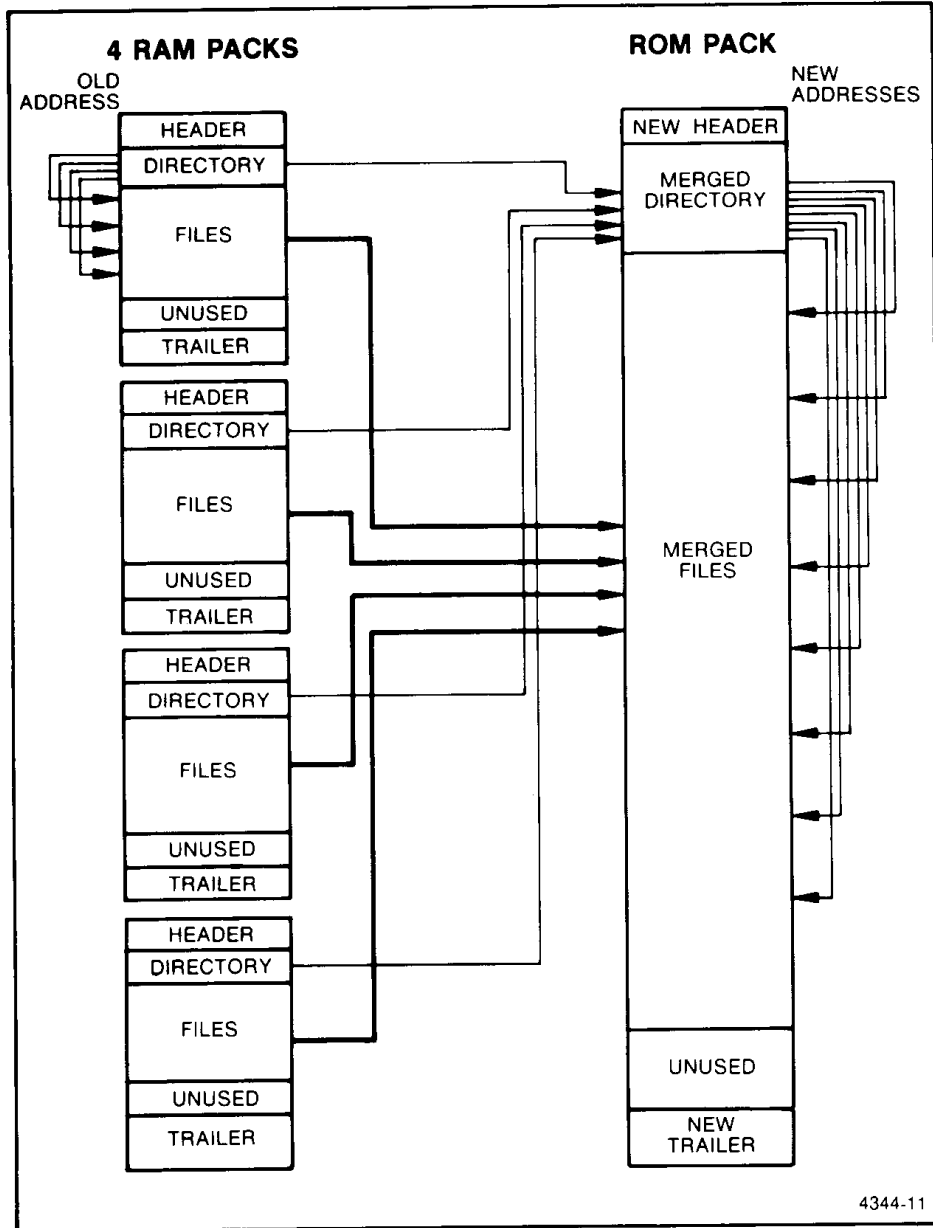 4 RAM PACKS
OLD
ADDRESS
HEADER
DIRECTORY
FILES
UNUSED
TRAILER
HEADER
DIRECTORY
FILES
UNUSED
TRAILER
HEADER
DIRECTORY
FILES
UNUSED
TRAILER
HEADER
DIRECTORY
FILES
UNUSED
TRAILER
ROM PACK
NEW
ADDRESSES
NEW HEADER
MERGED
DIRECTORY
MERGED
FILES
UNUSED
NEW
TRAILER
4344-11